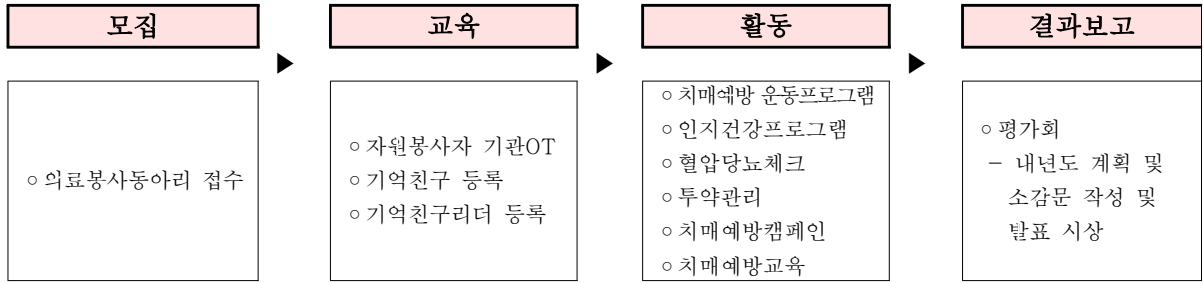 모집
▶
교육
▶
활동
▶
결과보고
○ 의료봉사동아리 접수
○ 자원봉사자 기관OT
○ 기억친구 등록
○ 기억친구리더 등록
○ 치매예방 운동프로그램
○ 인지건강프로그램
○ 혈압당뇨체크
○ 투약관리
○ 치매예방캠페인
○ 치매예방교육
○ 평가회
- 내년도 계획 및
소감문 작성 및
발표 시상